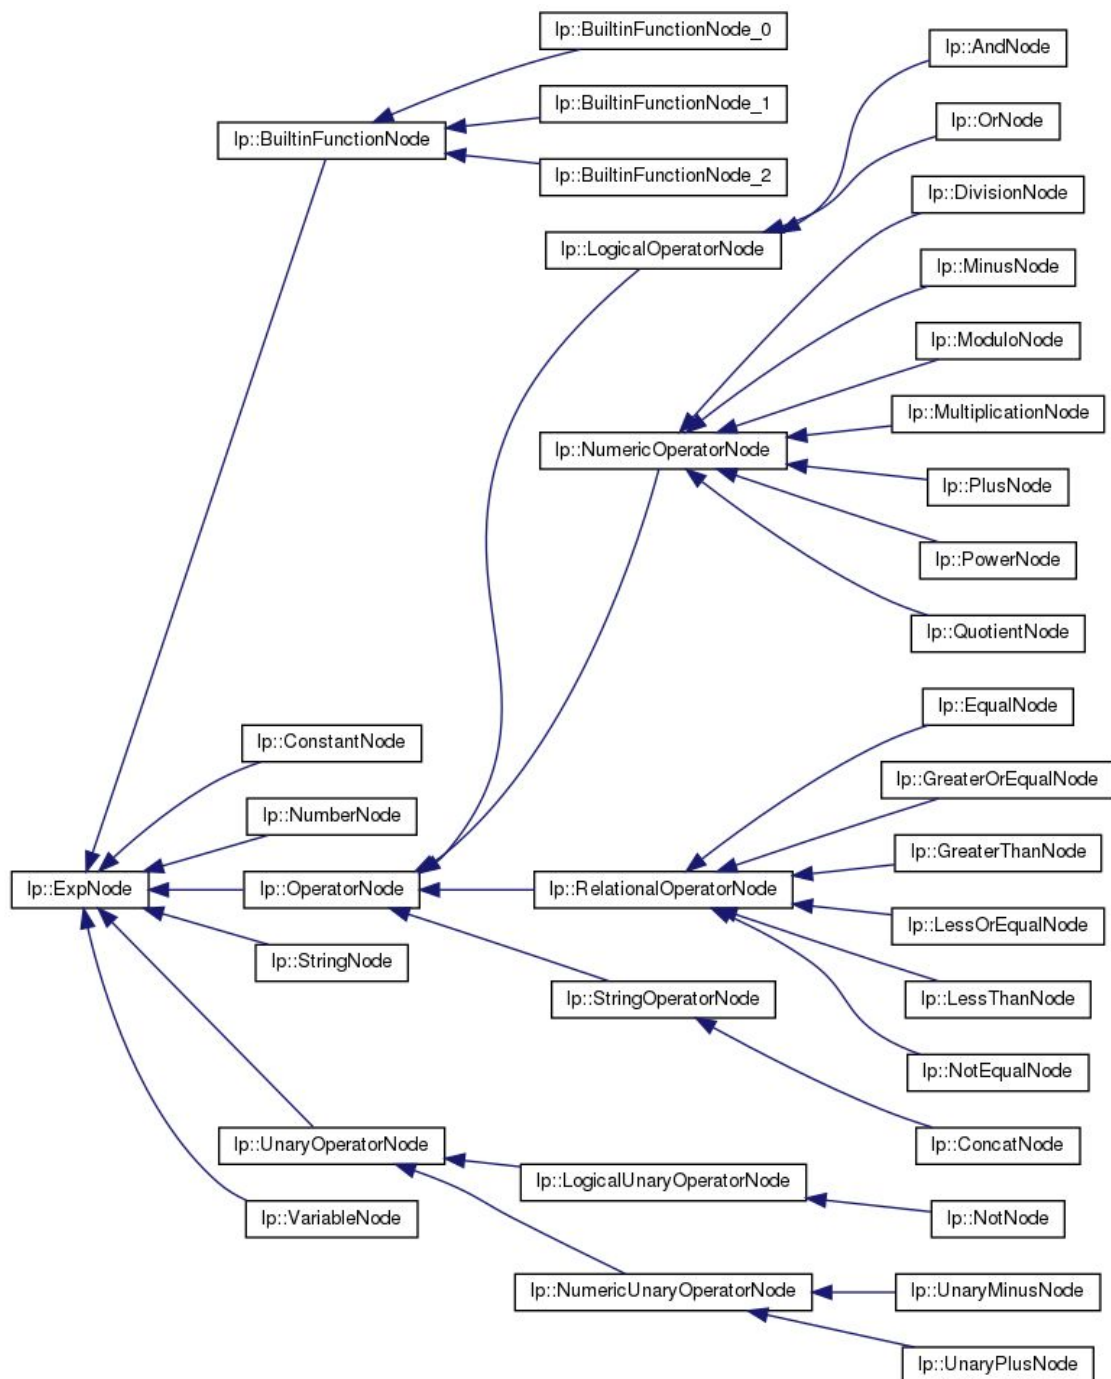 lp::BuiltinFunctionNode_0
lp::AndNode
lp::BuiltinFunctionNode_1
lp::OrNode
lp::BuiltinFunctionNode
lp::BuiltinFunctionNode_2
lp::DivisionNode
lp::LogicalOperatorNode
lp::MinusNode
lp::ModuloNode
lp::MultiplicationNode
lp::NumericOperatorNode
lp::PlusNode
lp::PowerNode
lp::QuotientNode
lp::EqualNode
lp::ConstantNode
lp::GreaterOrEqualNode
lp::NumberNode
lp::GreaterThanNode
lp::ExpNode
lp::OperatorNode
lp::RelationalOperatorNode
lp::LessOrEqualNode
lp::StringNode
lp::StringOperatorNode
lp::LessThanNode
lp::NotEqualNode
lp::UnaryOperatorNode
lp::ConcatNode
lp::LogicalUnaryOperatorNode
lp::VariableNode
lp::NotNode
lp::NumericUnaryOperatorNode
lp::UnaryMinusNode
lp::UnaryPlusNode